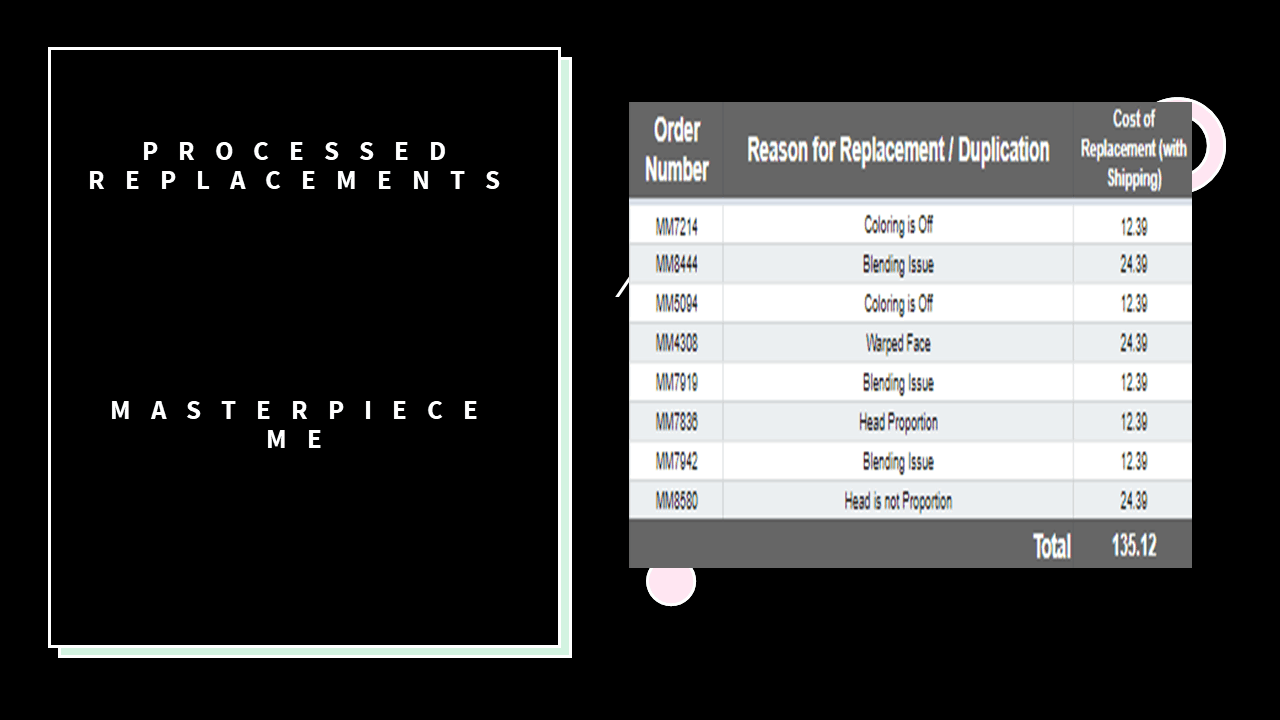 PROCESSED
REPLACEMENTS
MASTERPIECE
ME
Order Number | Reason for Replacement / Duplication | Cost of Replacement (with Shipping)
MM7214 | Coloring is Off | 12.39
MM8444 | Blending Issue | 24.39
MM5094 | Coloring is Off | 12.39
MM4308 | Warped Face | 24.39
MM7919 | Blending Issue | 12.39
MM7836 | Head Proportion | 12.39
MM7942 | Blending Issue | 12.39
MM8580 | Head is not Proportion | 24.39
Total | 135.12